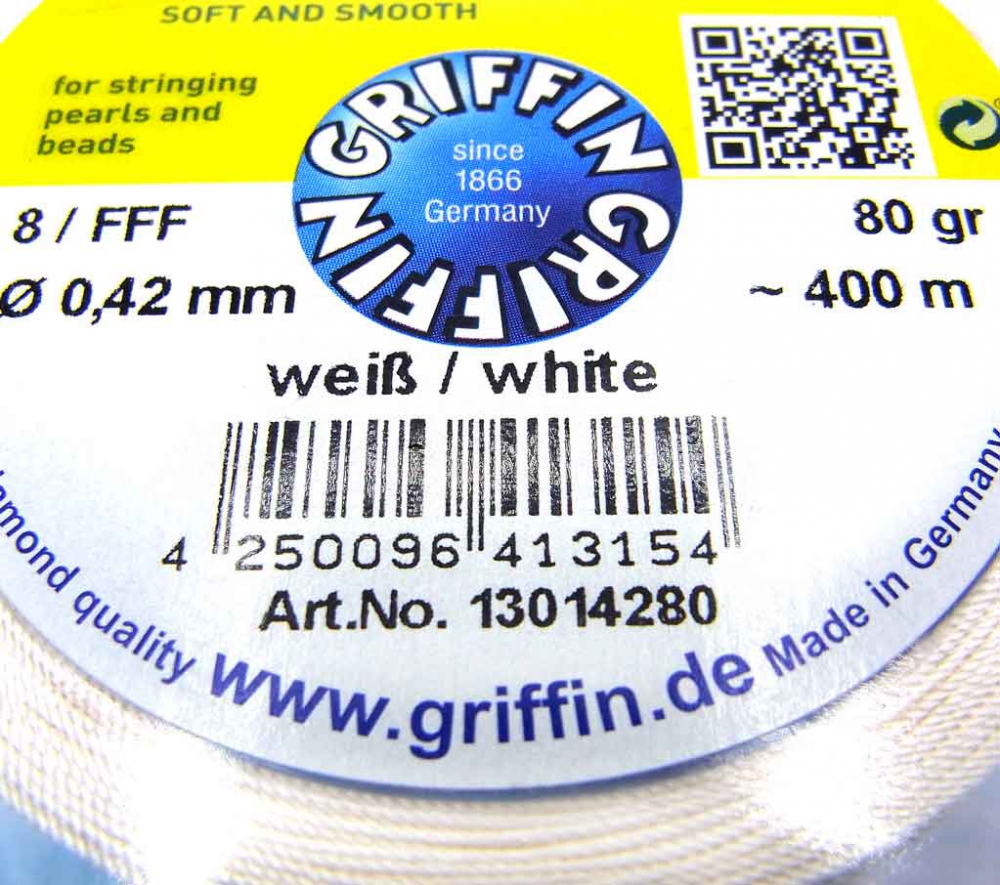 SOFT AND SMOOTH
for stringing
pearls and
beads
GRIFFIN GRIFFIN
since
1866
Germany
8 / FFF
Ø 0,42 mm
80 gr
~ 400 m
weiß / white
4 250096 413154
Art.No. 13014280
quality www.griffin.de Made in Germany